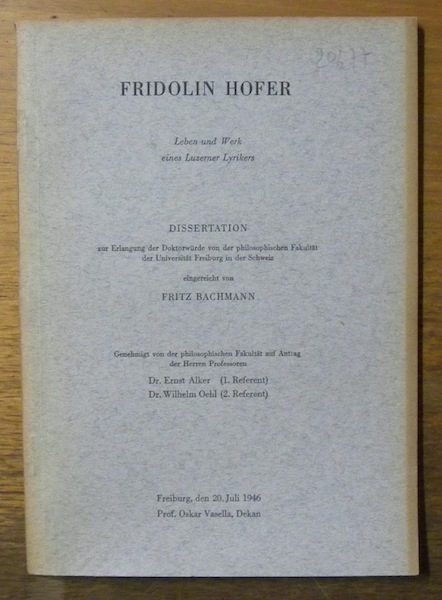 FRIDOLIN HOFER
Leben und Werk
eines Luzerner Lyrikers
DISSERTATION
zur Erlangung der Doktorwürde von der philosophischen Fakultät
der Universität Freiburg in der Schweiz
eingereicht von
FRITZ BACHMANN
Genehmigt von der philosophischen Fakultät auf Antrag
der Herren Professoren
Dr. Ernst Alker (1. Referent)
Dr. Wilhelm Oehl (2. Referent)
Freiburg, den 20. Juli 1946
Prof. Oskar Vasella, Dekan